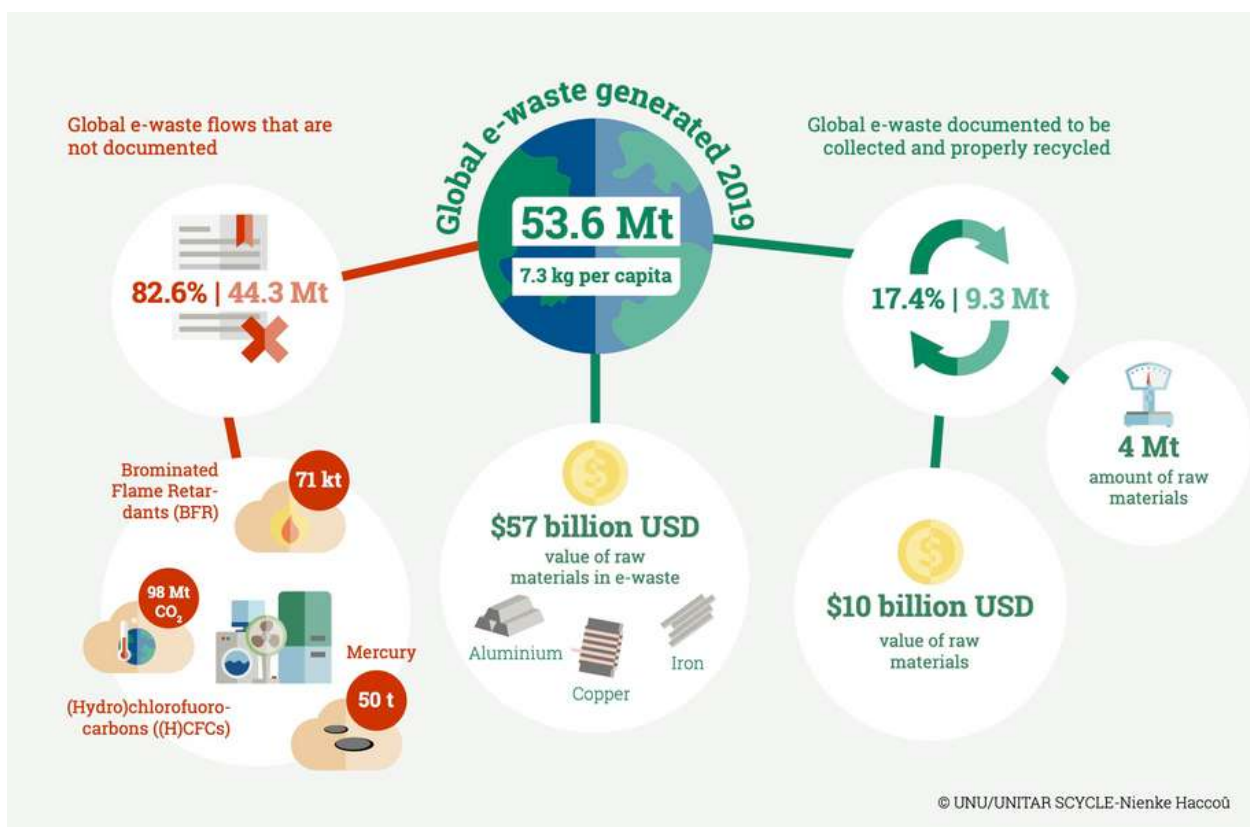 Global e-waste generated 2019
53.6 Mt
7.3 kg per capita
Global e-waste flows that are
not documented
82.6% | 44.3 Mt
Brominated
Flame Retar-
dants (BFR)
71 kt
98 Mt
CO₂
(Hydro)chlorofuoro-
carbons ((H)CFCs)
Mercury
50 t
$57 billion USD
value of raw
materials in e-waste
Aluminium
Copper
Iron
Global e-waste documented to be
collected and properly recycled
17.4% | 9.3 Mt
4 Mt
amount of raw
materials
$10 billion USD
value of raw
materials
© UNU/UNITAR SCYCLE-Nienke Haccoû